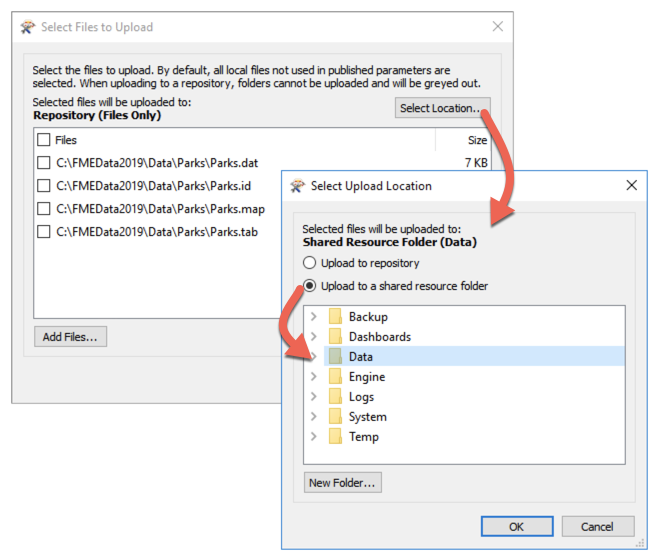 Select Files to Upload
Select the files to upload. By default, all local files not used in published parameters are
selected. When uploading to a repository, folders cannot be uploaded and will be greyed out.
Selected files will be uploaded to:
Repository (Files Only)
Select Location...
Files
Size
C:\FMEData2019\Data\Parks\Parks.dat
7 KB
C:\FMEData2019\Data\Parks\Parks.id
C:\FMEData2019\Data\Parks\Parks.map
C:\FMEData2019\Data\Parks\Parks.tab
Add Files...
Select Upload Location
Selected files will be uploaded to:
Shared Resource Folder (Data)
Upload to repository
Upload to a shared resource folder
Backup
Dashboards
Data
Engine
Logs
System
Temp
New Folder...
OK
Cancel